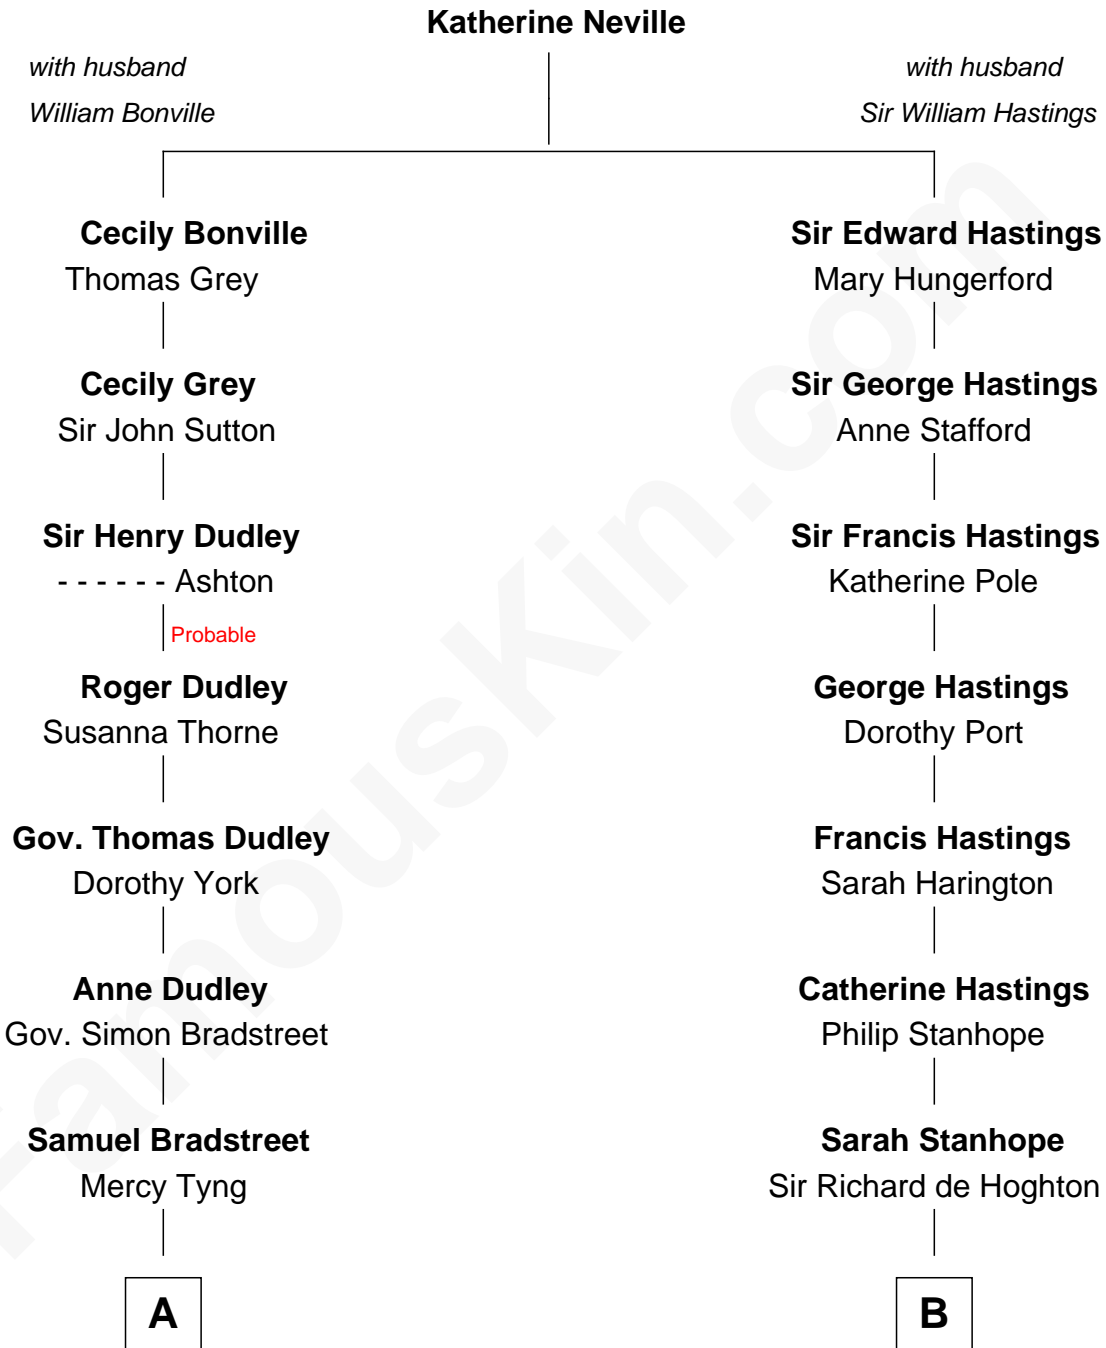 Katherine Neville
with husband
William Bonville
with husband
Sir William Hastings
Cecily Bonville
Thomas Grey
Sir Edward Hastings
Mary Hungerford
Cecily Grey
Sir John Sutton
Sir George Hastings
Anne Stafford
Sir Henry Dudley
- - - - - - Ashton
Probable
Sir Francis Hastings
Katherine Pole
Roger Dudley
Susanna Thorne
George Hastings
Dorothy Port
Gov. Thomas Dudley
Dorothy York
Francis Hastings
Sarah Harington
Anne Dudley
Gov. Simon Bradstreet
Catherine Hastings
Philip Stanhope
Samuel Bradstreet
Mercy Tyng
Sarah Stanhope
Sir Richard de Hoghton
A
B
FamousKin.com